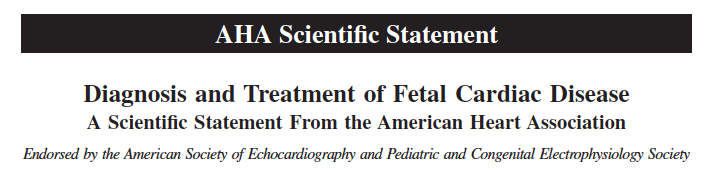 AHA Scientific Statement
Diagnosis and Treatment of Fetal Cardiac Disease
A Scientific Statement From the American Heart Association
Endorsed by the American Society of Echocardiography and Pediatric and Congenital Electrophysiology Society